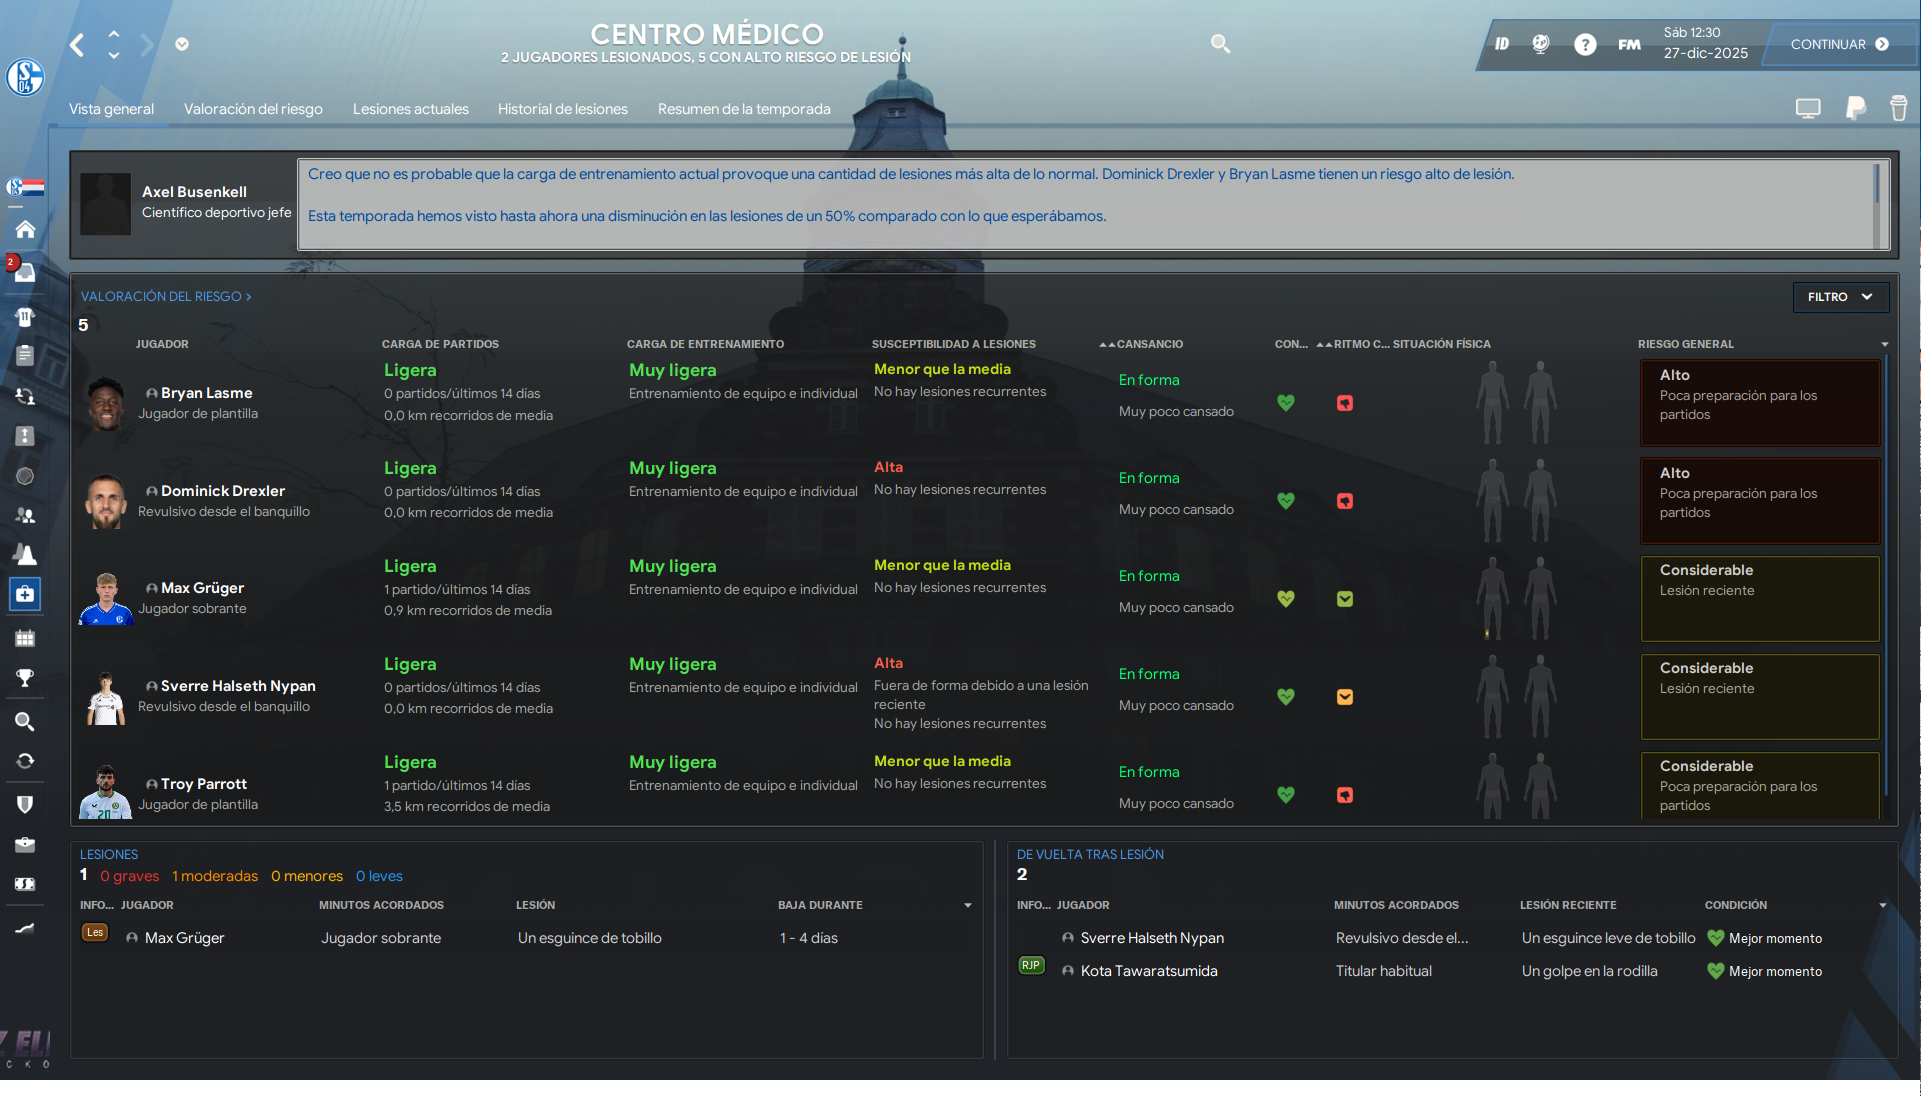 CENTRO MÉDICO
2 JUGADORES LESIONADOS, 5 CON ALTO RIESGO DE LESIÓN
ID
?
FM
Sáb 12:30
27-dic-2025
CONTINUAR
Vista general
Valoración del riesgo
Lesiones actuales
Historial de lesiones
Resumen de la temporada
Axel Busenkell
Científico deportivo jefe
Creo que no es probable que la carga de entrenamiento actual provoque una cantidad de lesiones más alta de lo normal. Dominick Drexler y Bryan Lasme tienen un riesgo alto de lesión.
Esta temporada hemos visto hasta ahora una disminución en las lesiones de un 50% comparado con lo que esperábamos.
2
VALORACIÓN DEL RIESGO >
FILTRO
5
JUGADOR
CARGA DE PARTIDOS
CARGA DE ENTRENAMIENTO
SUSCEPTIBILIDAD A LESIONES
CANSANCIO
CON...
RITMO C...
SITUACIÓN FÍSICA
RIESGO GENERAL
Bryan Lasme
Jugador de plantilla
Ligera
0 partidos/últimos 14 días
0,0 km recorridos de media
Muy ligera
Entrenamiento de equipo e individual
Menor que la media
No hay lesiones recurrentes
En forma
Muy poco cansado
Alto
Poca preparación para los
partidos
Dominick Drexler
Revulsivo desde el banquillo
Ligera
0 partidos/últimos 14 días
0,0 km recorridos de media
Muy ligera
Entrenamiento de equipo e individual
Alta
No hay lesiones recurrentes
En forma
Muy poco cansado
Alto
Poca preparación para los
partidos
Max Grüger
Jugador sobrante
Ligera
1 partido/últimos 14 días
0,9 km recorridos de media
Muy ligera
Entrenamiento de equipo e individual
Menor que la media
No hay lesiones recurrentes
En forma
Muy poco cansado
Considerable
Lesión reciente
Sverre Halseth Nypan
Revulsivo desde el banquillo
Ligera
0 partidos/últimos 14 días
0,0 km recorridos de media
Muy ligera
Entrenamiento de equipo e individual
Alta
Fuera de forma debido a una lesión
reciente
No hay lesiones recurrentes
En forma
Muy poco cansado
Considerable
Lesión reciente
Troy Parrott
Jugador de plantilla
Ligera
1 partido/últimos 14 días
3,5 km recorridos de media
Muy ligera
Entrenamiento de equipo e individual
Menor que la media
No hay lesiones recurrentes
En forma
Muy poco cansado
Considerable
Poca preparación para los
partidos
LESIONES
1 0 graves 1 moderadas 0 menores 0 leves
INFO... JUGADOR MINUTOS ACORDADOS LESIÓN BAJA DURANTE
Les Max Grüger Jugador sobrante Un esguince de tobillo 1 - 4 días
DE VUELTA TRAS LESIÓN
2
INFO... JUGADOR MINUTOS ACORDADOS LESIÓN RECIENTE CONDICIÓN
Sverre Halseth Nypan Revulsivo desde el... Un esguince leve de tobillo Mejor momento
RJP Kota Tawaratsumida Titular habitual Un golpe en la rodilla Mejor momento